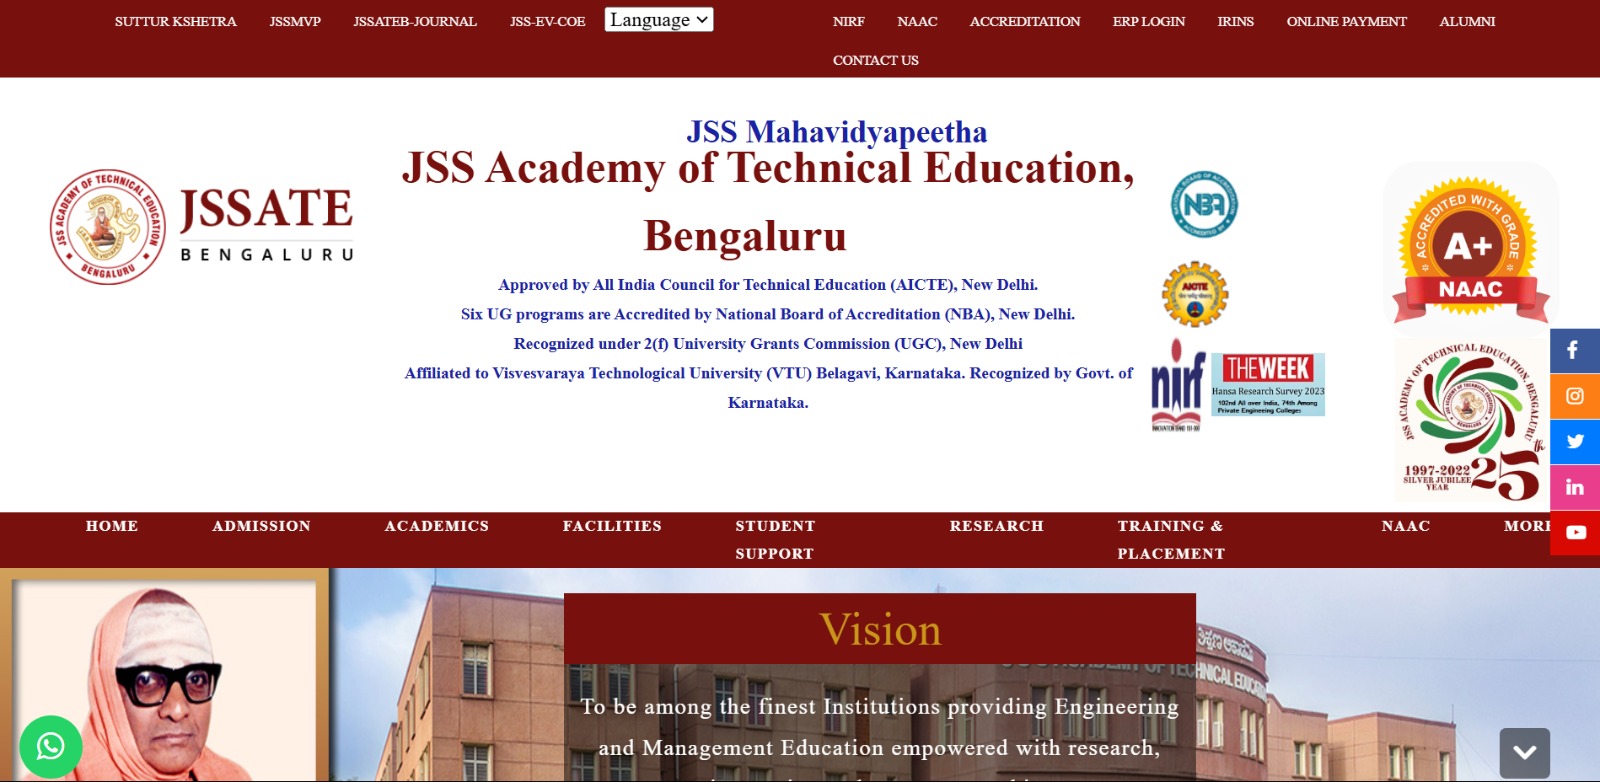 SUTTUR KSHETRA JSSMVP JSSATEB-JOURNAL JSS-EV-COE Language NIRF NAAC ACCREDITATION ERP LOGIN IRINS ONLINE PAYMENT ALUMNI
CONTACT US
JSS Mahavidyapeetha
JSS Academy of Technical Education,
Bengaluru
Approved by All India Council for Technical Education (AICTE), New Delhi.
Six UG programs are Accredited by National Board of Accreditation (NBA), New Delhi.
Recognized under 2(f) University Grants Commission (UGC), New Delhi
Affiliated to Visvesvaraya Technological University (VTU) Belagavi, Karnataka. Recognized by Govt. of
Karnataka.
JSS ACADEMY OF TECHNICAL EDUCATION
BENGALURU
JSSATE
BENGALURU
NATIONAL BOARD OF ACCREDITATION
NBA
ACCREDITED BY
AICTE
nirf
THE WEEK
Hansa Research Survey 2023
102nd All over India, 74th Among
Private Engineering Colleges
ACCREDITED WITH GRADE
A+
NAAC
JSS ACADEMY OF TECHNICAL EDUCATION, BENGALURU
1997-2022
SILVER JUBILEE
YEAR
25th
HOME ADMISSION ACADEMICS FACILITIES STUDENT SUPPORT RESEARCH TRAINING & PLACEMENT NAAC MORE
Vision
To be among the finest Institutions providing Engineering
and Management Education empowered with research,